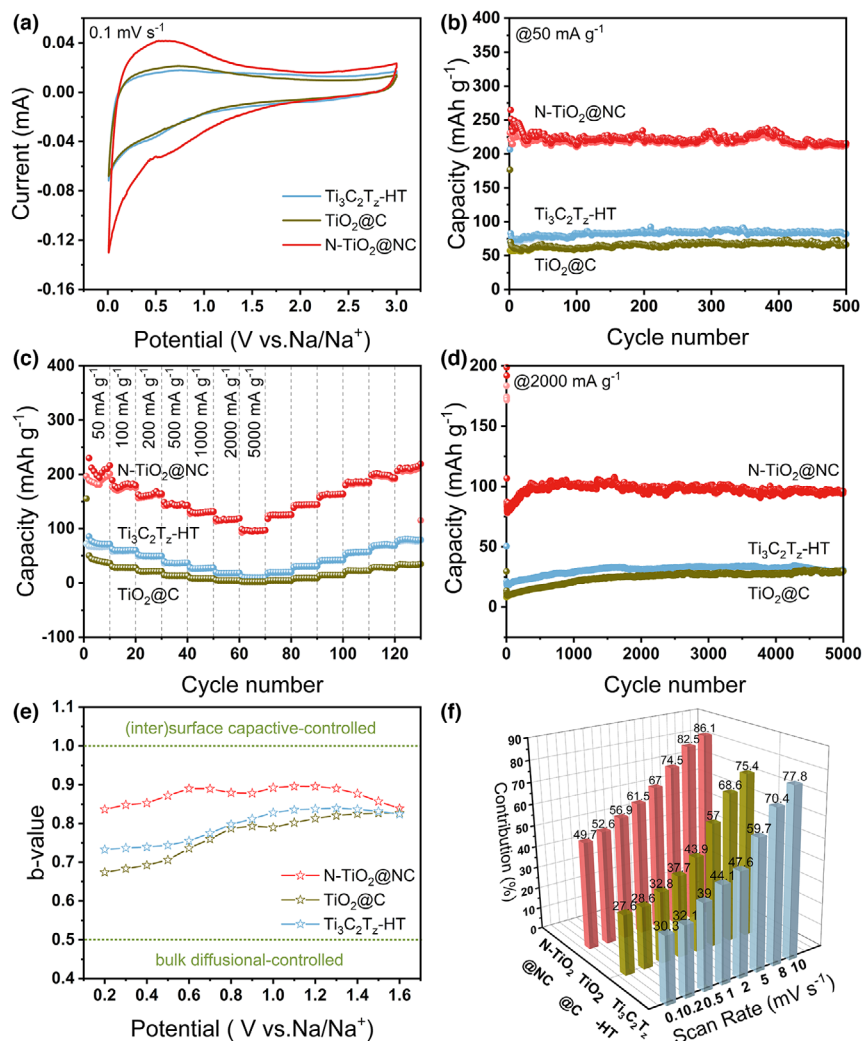 (a)
0.1 mV s⁻¹
0.04
0.00
-0.04
-0.08
-0.12
-0.16
Current (mA)
Ti₃C₂T_z-HT
TiO₂@C
N-TiO₂@NC
0.0 0.5 1.0 1.5 2.0 2.5 3.0
Potential (V vs.Na/Na⁺)
(b)
@50 mA g⁻¹
400
350
300
250
200
150
100
50
0
Capacity (mAh g⁻¹)
N-TiO₂@NC
Ti₃C₂T_z-HT
TiO₂@C
0 100 200 300 400 500
Cycle number
(c)
400
300
200
100
0
-100
Capacity (mAh g⁻¹)
50 mA g⁻¹
100 mA g⁻¹
200 mA g⁻¹
500 mA g⁻¹
1000 mA g⁻¹
2000 mA g⁻¹
5000 mA g⁻¹
N-TiO₂@NC
Ti₃C₂T_z-HT
TiO₂@C
0 20 40 60 80 100 120
Cycle number
(d)
@2000 mA g⁻¹
200
150
100
50
0
Capacity (mAh g⁻¹)
N-TiO₂@NC
Ti₃C₂T_z-HT
TiO₂@C
0 1000 2000 3000 4000 5000
Cycle number
(e)
1.1
1.0
0.9
0.8
0.7
0.6
0.5
0.4
b-value
(inter)surface capactive-controlled
N-TiO₂@NC
TiO₂@C
Ti₃C₂T_z-HT
bulk diffusional-controlled
0.2 0.4 0.6 0.8 1.0 1.2 1.4 1.6
Potential ( V vs.Na/Na⁺)
(f)
90
80
70
60
50
40
30
20
10
0
Contribution (%)
49.7 52.6 56.9 61.5 67 74.5 82.5 86.1
27.6 28.6 32.8 37.7 43.9 57 68.6 75.4
30.3 32.1 39 44.1 47.6 59.7 70.4 77.8
N-TiO₂
@NC
TiO₂
@C
Ti₃C₂T_z
-HT
0.1 0.2 0.5 1 2 5 8 10
Scan Rate (mV s⁻¹)